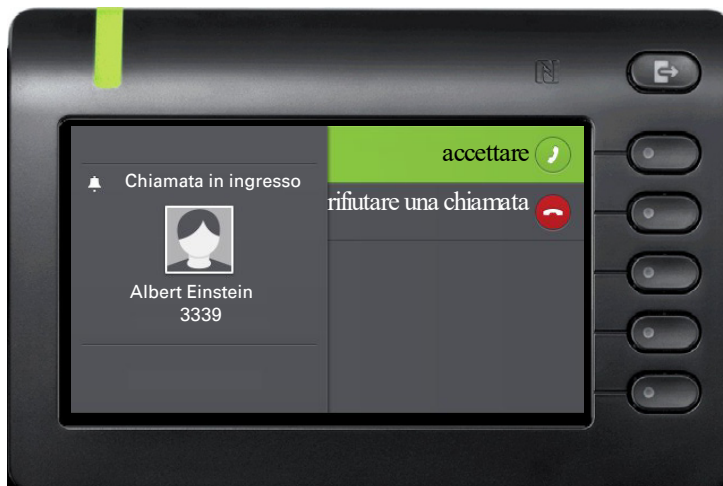 Chiamata in ingresso
Albert Einstein
3339
accettare
rifiutare una chiamata